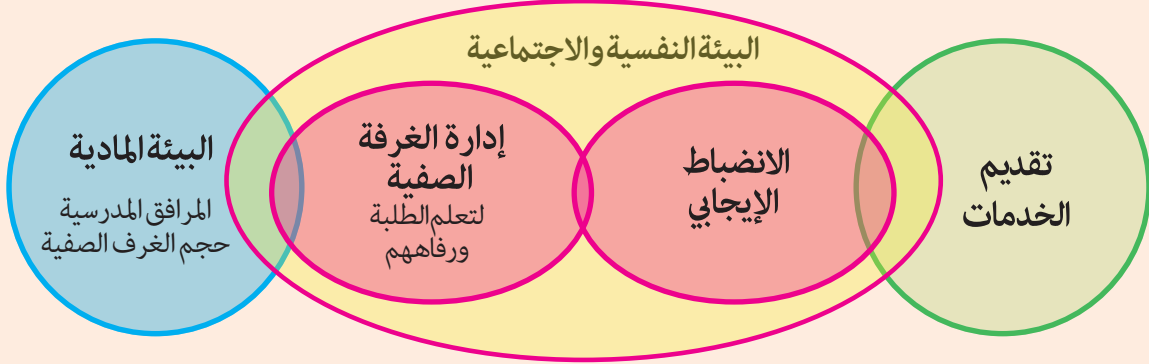 البيئة النفسية والاجتماعية
تقديم
الخدمات
الانضباط
الإيجابي
إدارة الغرفة
الصفية
لتعلم الطلبة
ورفاههم
البيئة المادية
المرافق المدرسية
حجم الغرف الصفية